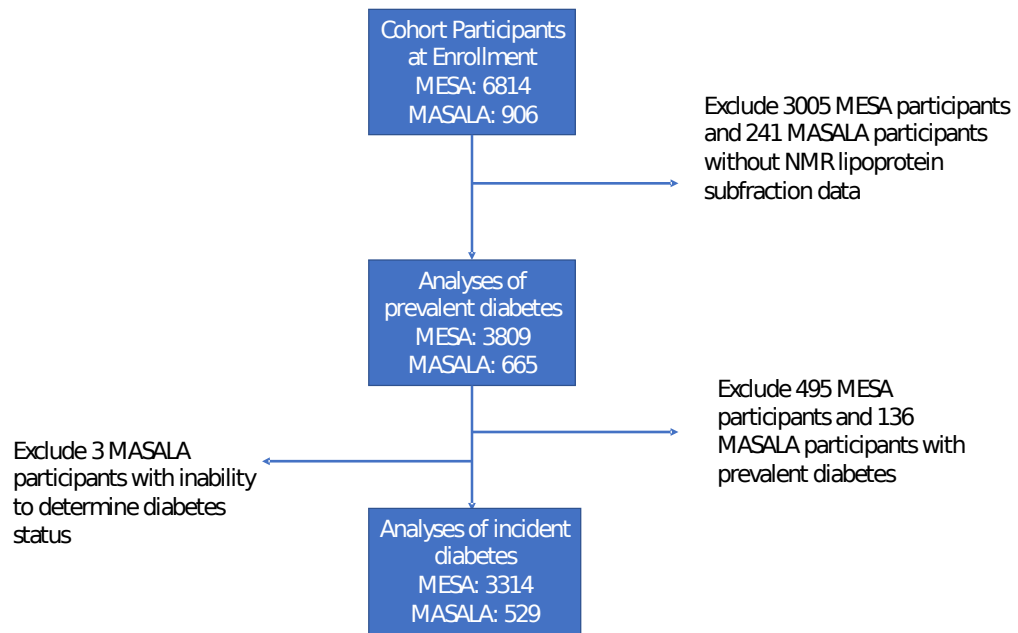 Cohort Participants
at Enrollment
MESA: 6814
MASALA: 906
Exclude 3005 MESA participants
and 241 MASALA participants
without NMR lipoprotein
subfraction data
Analyses of
prevalent diabetes
MESA: 3809
MASALA: 665
Exclude 495 MESA
participants and 136
MASALA participants with
prevalent diabetes
Exclude 3 MASALA
participants with inability
to determine diabetes
status
Analyses of incident
diabetes
MESA: 3314
MASALA: 529